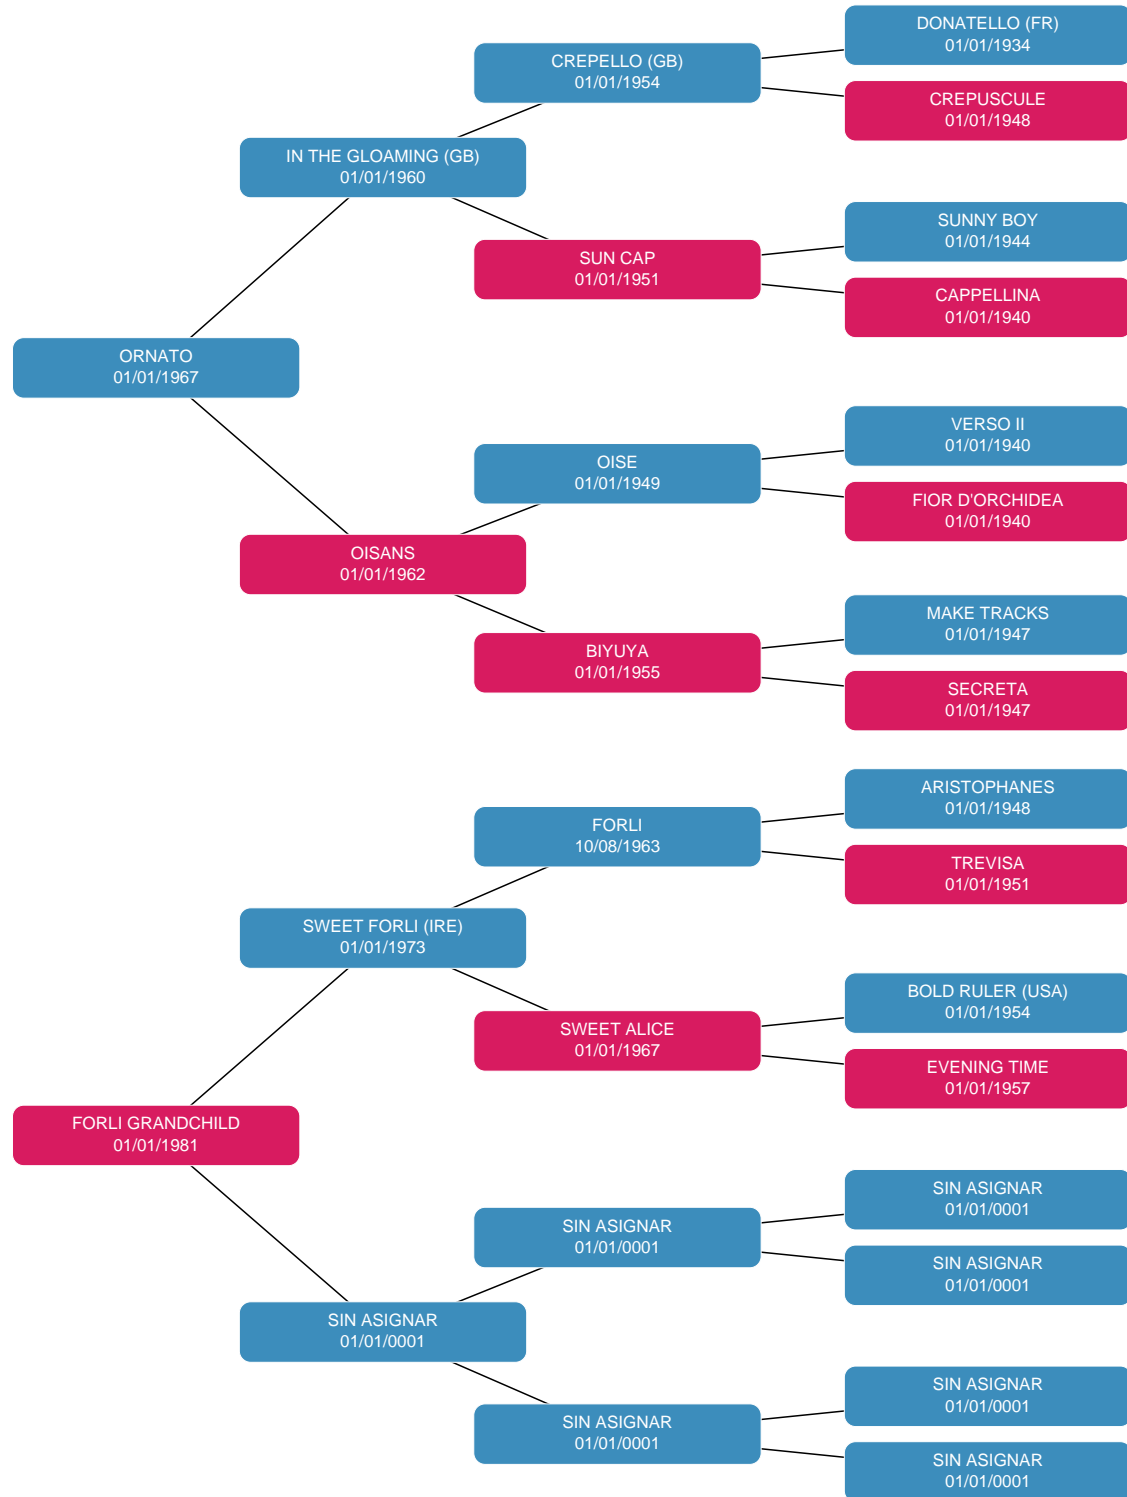 DONATELLO (FR)
01/01/1934
CREPELLO (GB)
01/01/1954
CREPUSCULE
01/01/1948
IN THE GLOAMING (GB)
01/01/1960
SUNNY BOY
01/01/1944
SUN CAP
01/01/1951
CAPPELLINA
01/01/1940
ORNATO
01/01/1967
VERSO II
01/01/1940
OISE
01/01/1949
FIOR D'ORCHIDEA
01/01/1940
OISANS
01/01/1962
MAKE TRACKS
01/01/1947
BIYUYA
01/01/1955
SECRETA
01/01/1947
ARISTOPHANES
01/01/1948
FORLI
10/08/1963
TREVISA
01/01/1951
SWEET FORLI (IRE)
01/01/1973
BOLD RULER (USA)
01/01/1954
SWEET ALICE
01/01/1967
EVENING TIME
01/01/1957
FORLI GRANDCHILD
01/01/1981
SIN ASIGNAR
01/01/0001
SIN ASIGNAR
01/01/0001
SIN ASIGNAR
01/01/0001
SIN ASIGNAR
01/01/0001
SIN ASIGNAR
01/01/0001
SIN ASIGNAR
01/01/0001
SIN ASIGNAR
01/01/0001